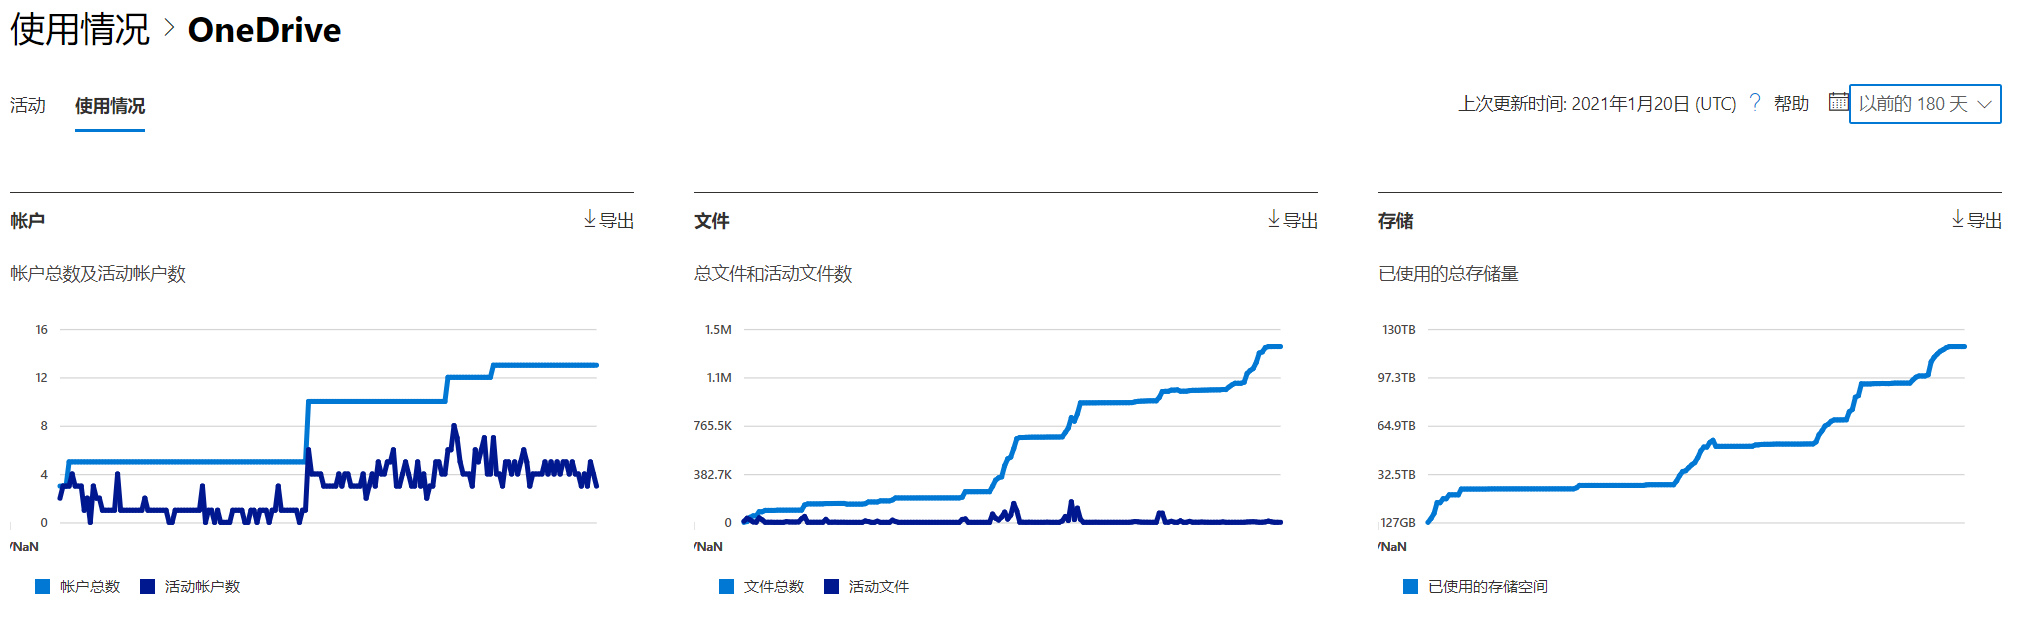 使用情况 > OneDrive
活动 使用情况
上次更新时间: 2021年1月20日 (UTC) ? 帮助 以前的 180 天
帐户 导出
帐户总数及活动帐户数
16
12
8
4
0
/NaN
帐户总数 活动帐户数
文件 导出
总文件和活动文件数
1.5M
1.1M
765.5K
382.7K
0
/NaN
文件总数 活动文件
存储 导出
已使用的总存储量
130TB
97.3TB
64.9TB
32.5TB
127GB
/NaN
已使用的存储空间